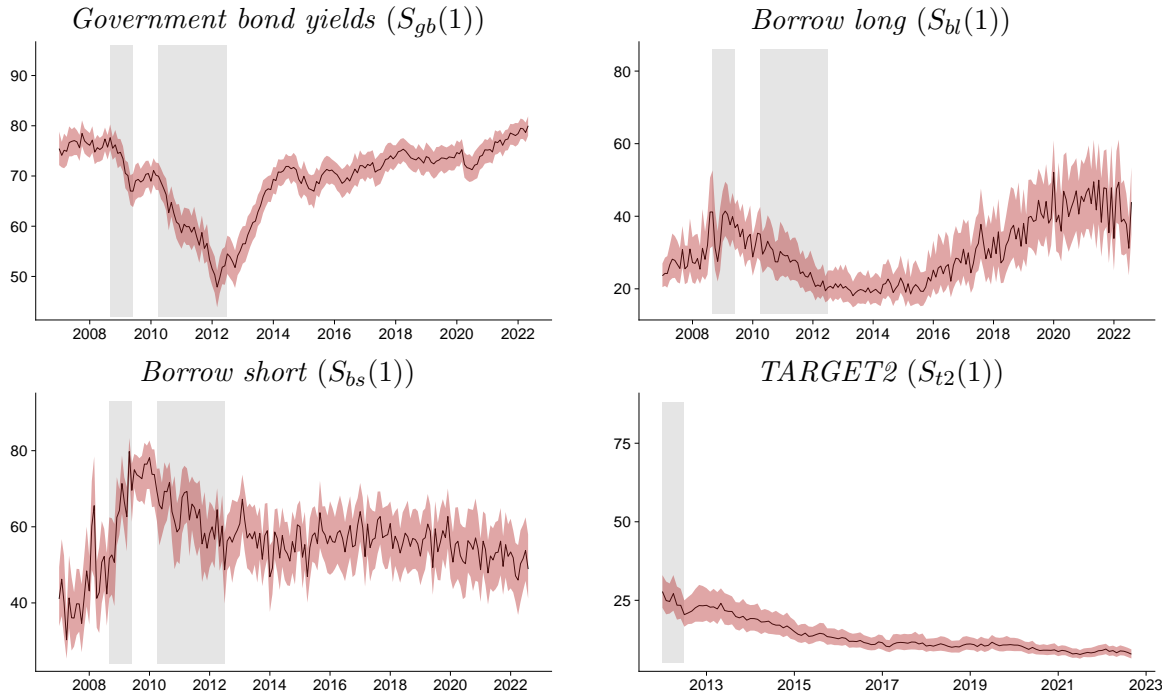 Government bond yields (S_gb(1))
90
80
70
60
50
2008 2010 2012 2014 2016 2018 2020 2022
Borrow long (S_bl(1))
80
60
40
20
2008 2010 2012 2014 2016 2018 2020 2022
Borrow short (S_bs(1))
80
60
40
2008 2010 2012 2014 2016 2018 2020 2022
TARGET2 (S_t2(1))
75
50
25
2013 2015 2017 2019 2021 2023